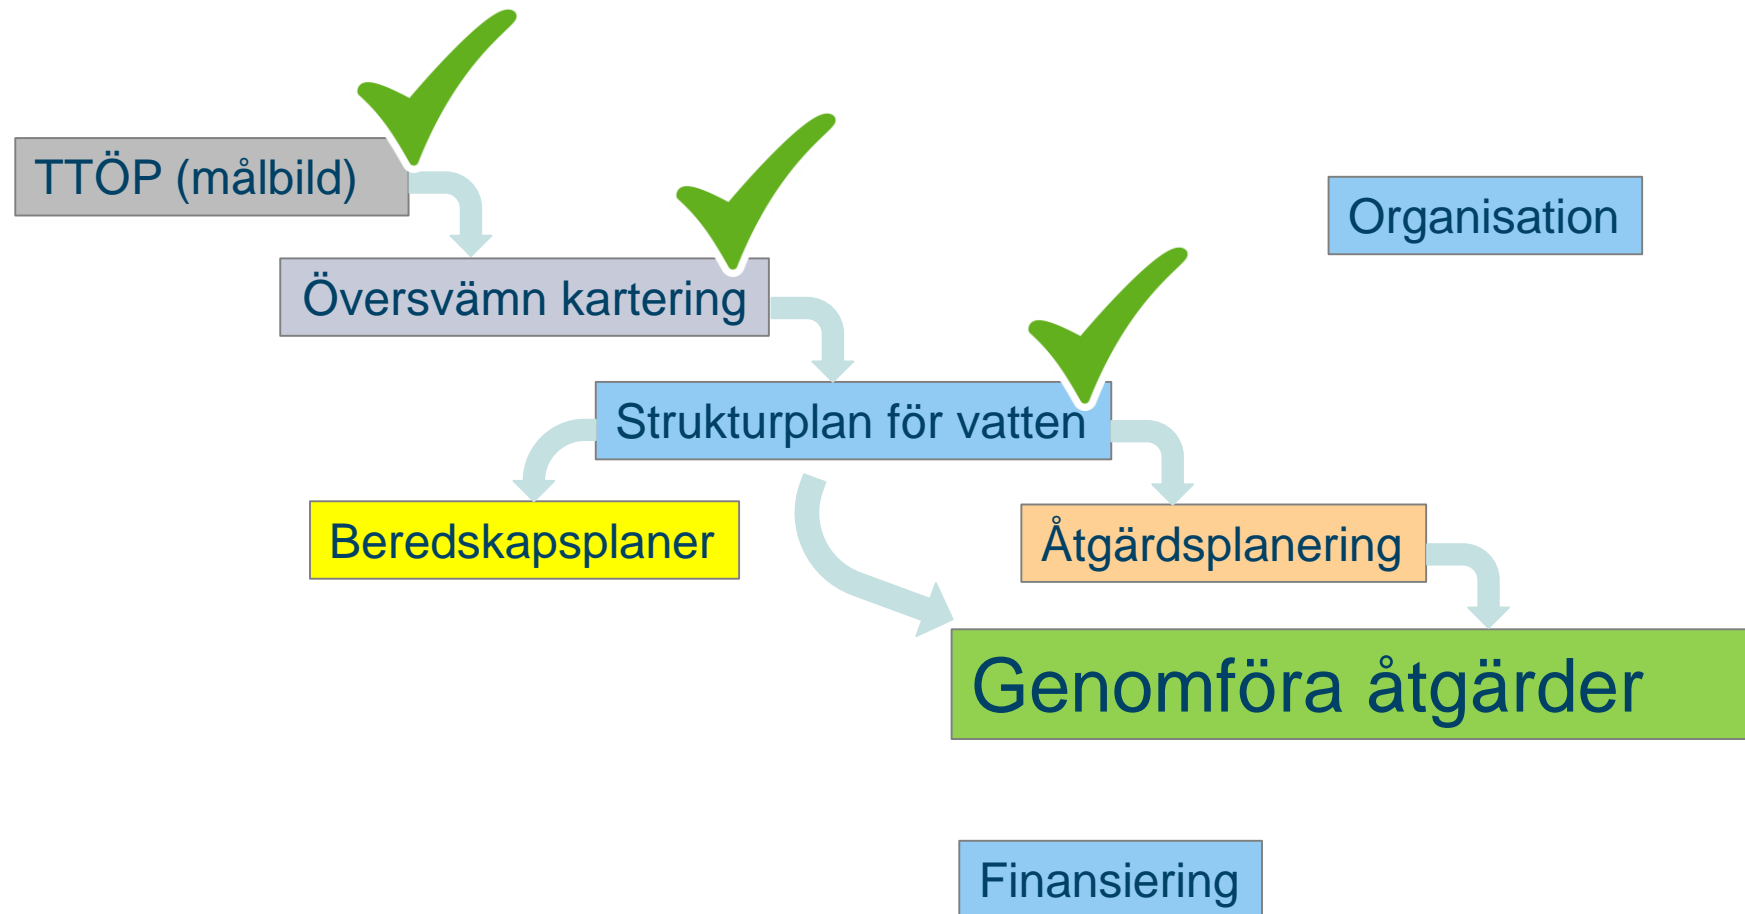 TTÖP (målbild)
Organisation
Översvämn kartering
Strukturplan för vatten
Beredskapsplaner
Åtgärdsplanering
Genomföra åtgärder
Finansiering